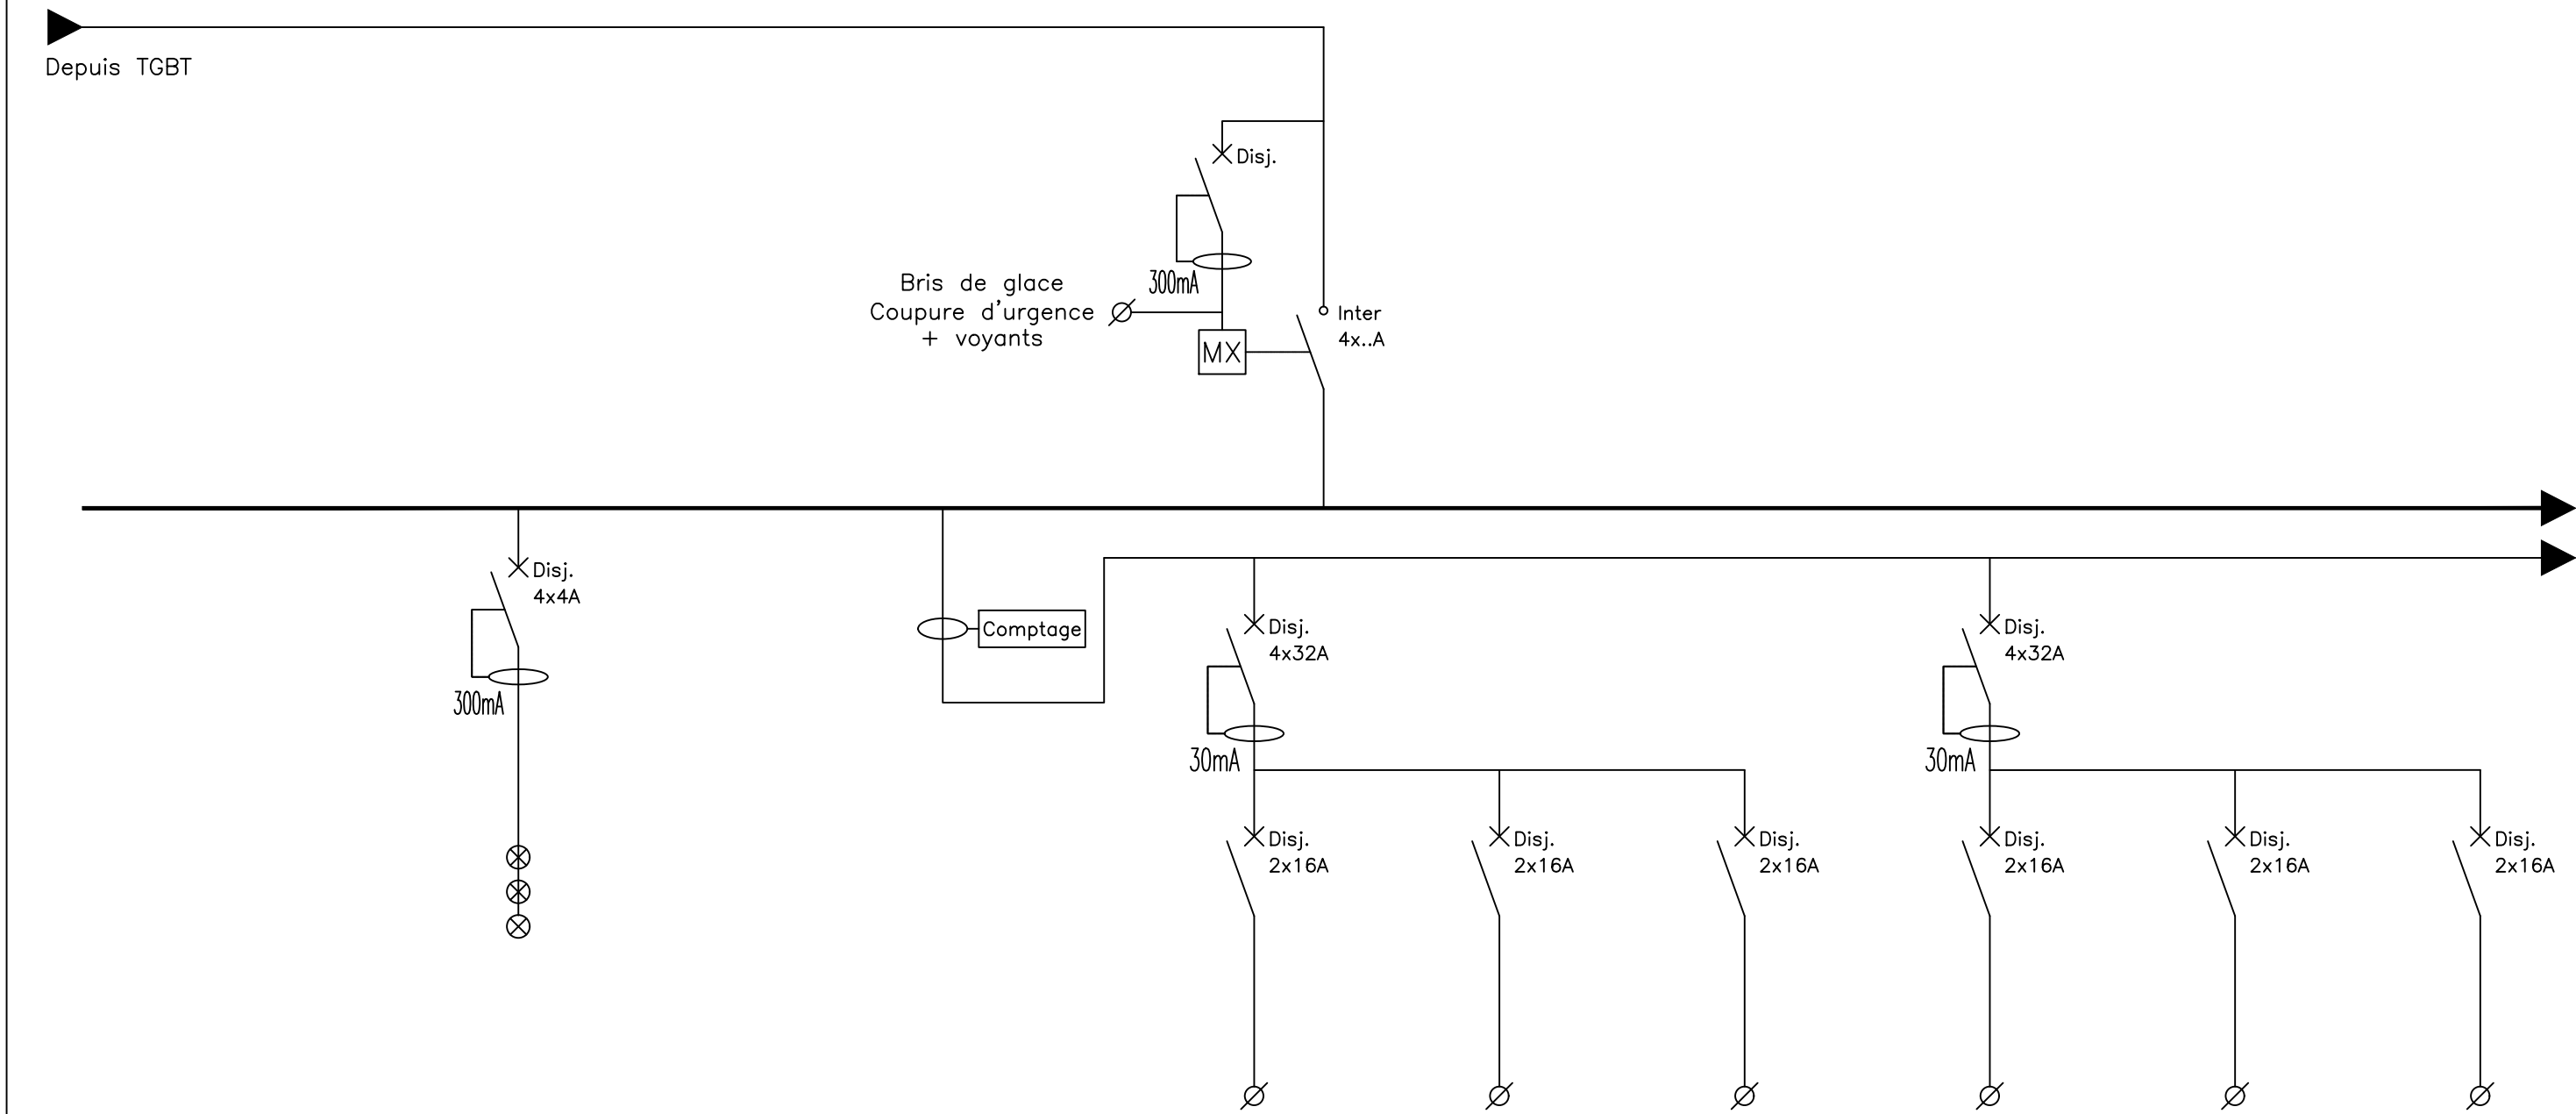 Depuis TGBT
Disj.
300mA
Bris de glace
Coupure d'urgence
+ voyants
MX
Inter
4x..A
Disj.
4x4A
300mA
Comptage
Disj.
4x32A
30mA
Disj.
4x32A
30mA
Disj.
2x16A
Disj.
2x16A
Disj.
2x16A
Disj.
2x16A
Disj.
2x16A
Disj.
2x16A